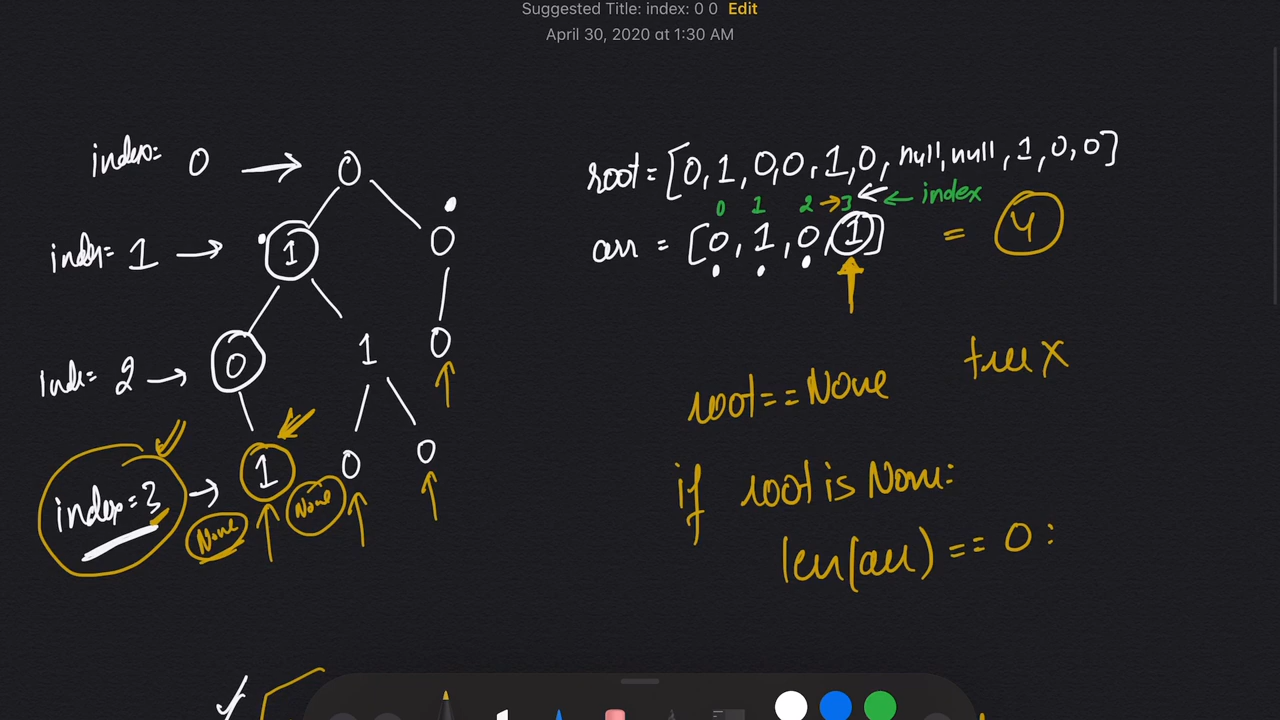 Suggested Title: index: 0 0 Edit
April 30, 2020 at 1:30 AM
index= 0 → 0
root=[0,1,0,0,1,0,null,null,1,0,0]
0 1 2 → 3 ← ← index
index= 1 → 1 0
arr = [0,1,0,1] = 4
inde= 2 → 0 1 0
tree X
root==None
index=3 → 1 0 0
None None
if root is None:
len(arr) == 0: